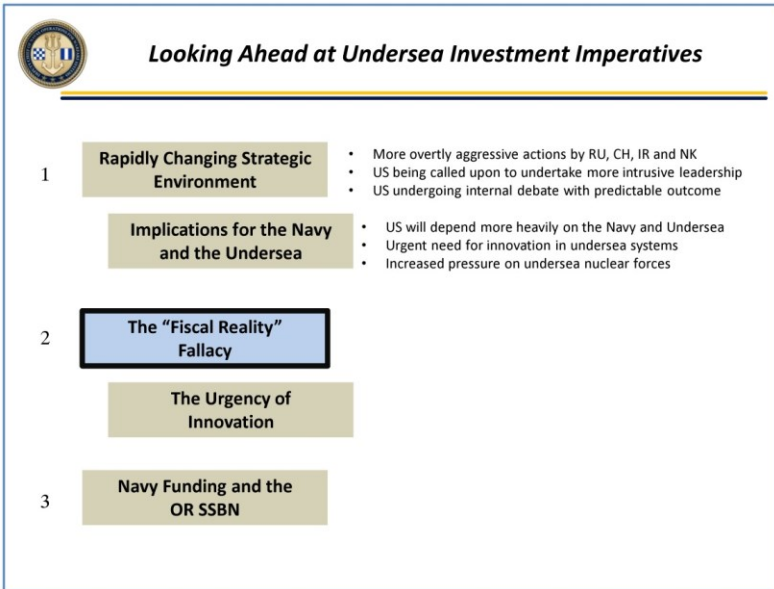 Looking Ahead at Undersea Investment Imperatives
1
Rapidly Changing Strategic
Environment
• More overtly aggressive actions by RU, CH, IR and NK
• US being called upon to undertake more intrusive leadership
• US undergoing internal debate with predictable outcome
Implications for the Navy
and the Undersea
• US will depend more heavily on the Navy and Undersea
• Urgent need for innovation in undersea systems
• Increased pressure on undersea nuclear forces
2
The “Fiscal Reality”
Fallacy
The Urgency of
Innovation
3
Navy Funding and the
OR SSBN